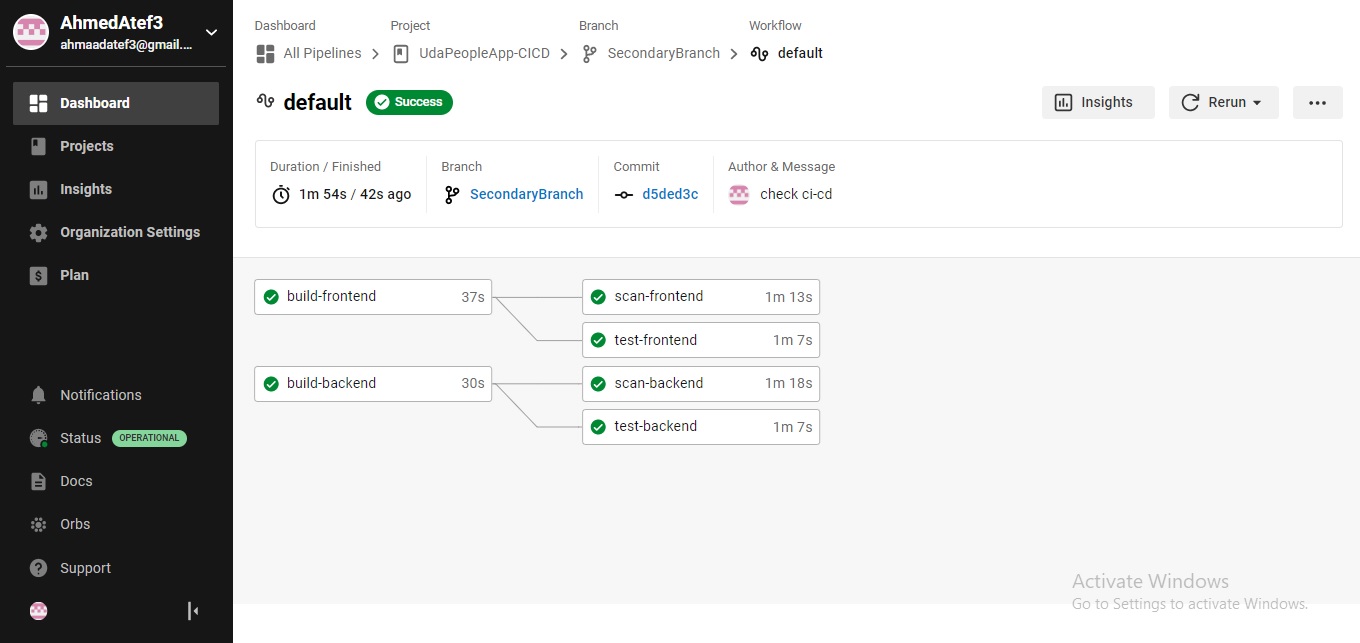 AhmedAtef3
ahmaadatef3@gmail....
Dashboard
Projects
Insights
Organization Settings
Plan
Notifications
Status OPERATIONAL
Docs
Orbs
Support
Dashboard Project Branch Workflow
All Pipelines UdaPeopleApp-CICD SecondaryBranch default
default Success Insights Rerun
Duration / Finished Branch Commit Author & Message
1m 54s / 42s ago SecondaryBranch d5ded3c check ci-cd
build-frontend 37s scan-frontend 1m 13s
test-frontend 1m 7s
build-backend 30s scan-backend 1m 18s
test-backend 1m 7s
Activate Windows
Go to Settings to activate Windows.